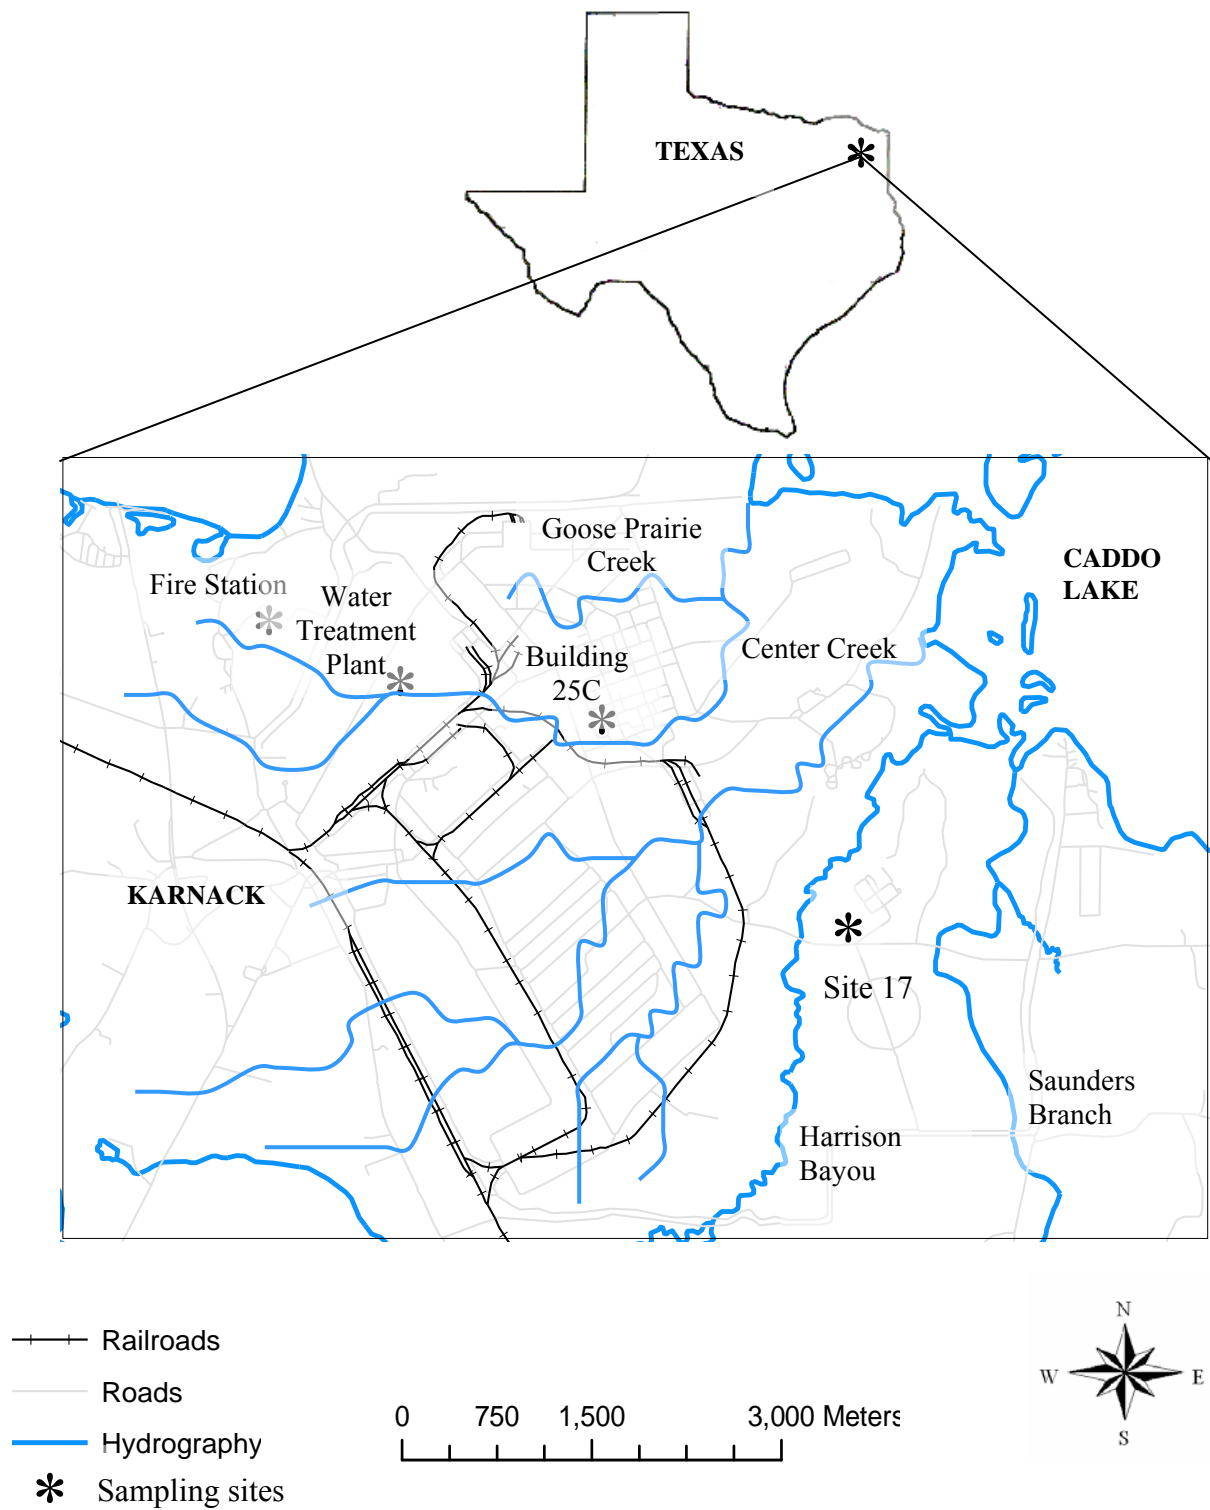 TEXAS
Goose Prairie
Creek
CADDO
LAKE
Fire Station
Water
Treatment
Plant
Building
25C
Center Creek
KARNACK
Site 17
Saunders
Branch
Harrison
Bayou
Railroads
Roads
Hydrography
Sampling sites
0 750 1,500 3,000 Meters
N
W E
S